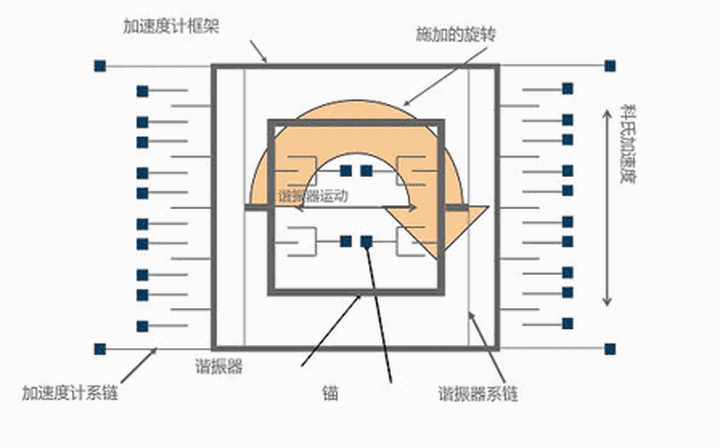 加速度计框架
施加的旋转
科氏加速度
谐振器运动
谐振器
加速度计系链
锚
谐振器系链